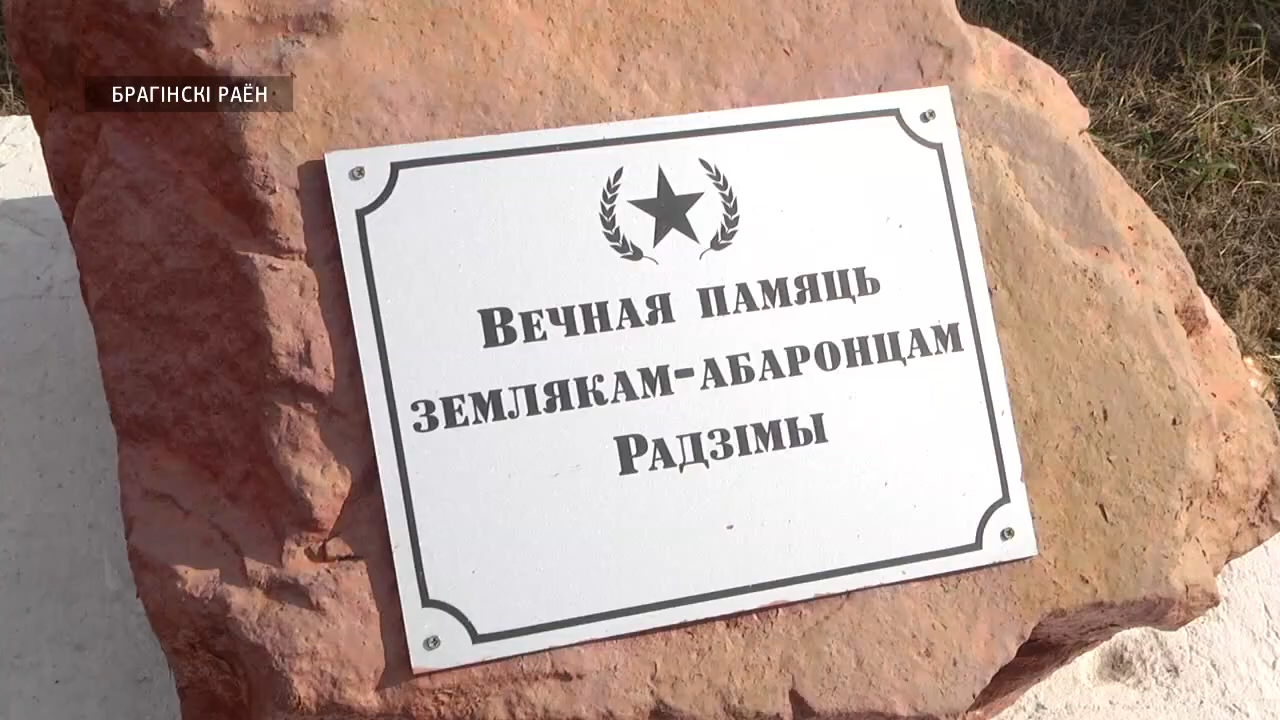 БРАГІНСКІ РАЁН
Вечная памяць
землякам-абаронцам
Радзімы